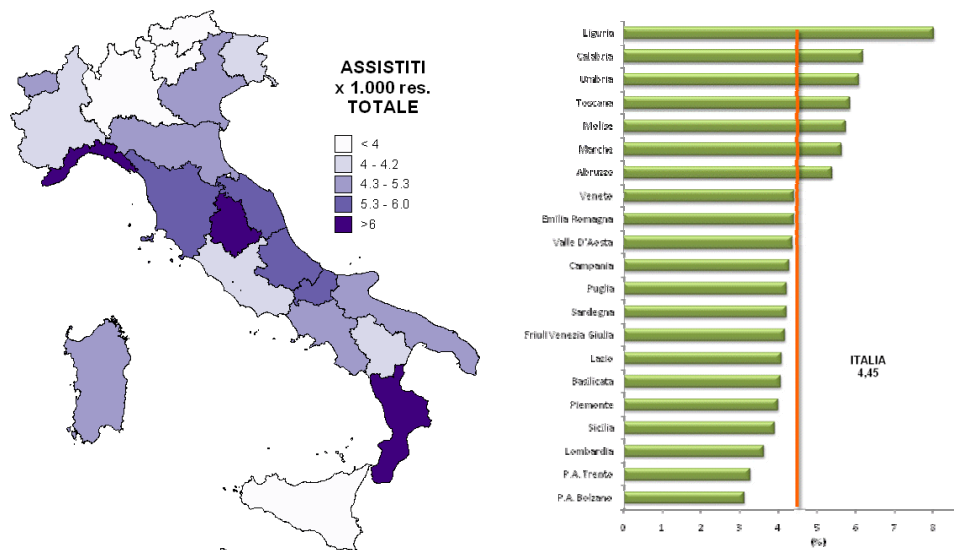 ASSISTITI
x 1.000 res.
TOTALE
< 4
4 - 4.2
4.3 - 5.3
5.3 - 6.0
>6
Liguria
Calabria
Umbria
Toscana
Molise
Marche
Abruzzo
Veneto
Emilia Romagna
Valle D'Aosta
Campania
Puglia
Sardegna
Friuli Venezia Giulia
Lazio
Basilicata
Piemonte
Sicilia
Lombardia
P.A. Trento
P.A. Bolzano
ITALIA
4,45
0 1 2 3 4 5 6 7 8
(%)